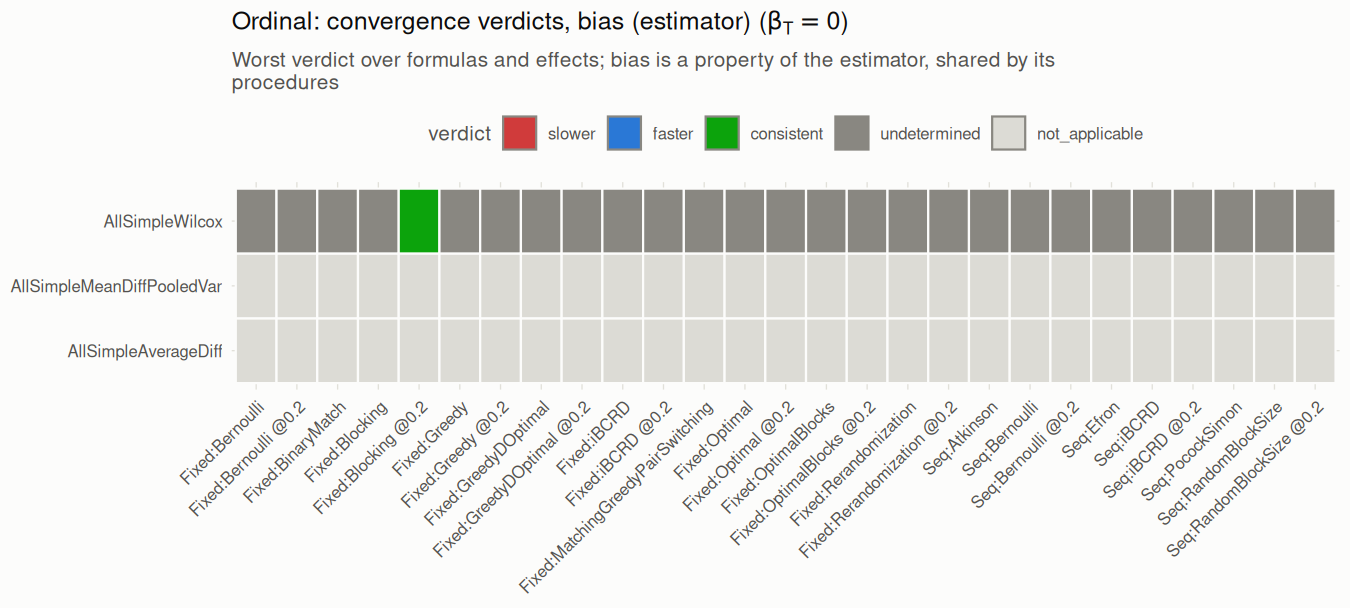 Ordinal: convergence verdicts, bias (estimator) (βT = 0)
Worst verdict over formulas and effects; bias is a property of the estimator, shared by its
procedures
verdict slower faster consistent undetermined not_applicable
AllSimpleWilcox
AllSimpleMeanDiffPooledVar
AllSimpleAverageDiff
Fixed:Bernoulli
Fixed:Bernoulli @0.2
Fixed:BinaryMatch
Fixed:Blocking
Fixed:Blocking @0.2
Fixed:Greedy
Fixed:Greedy @0.2
Fixed:GreedyDOptimal
Fixed:GreedyDOptimal @0.2
Fixed:iBCRD
Fixed:iBCRD @0.2
Fixed:MatchingGreedyPairSwitching
Fixed:Optimal
Fixed:Optimal @0.2
Fixed:OptimalBlocks
Fixed:OptimalBlocks @0.2
Fixed:Rerandomization
Fixed:Rerandomization @0.2
Seq:Atkinson
Seq:Bernoulli
Seq:Bernoulli @0.2
Seq:Efron
Seq:iBCRD
Seq:iBCRD @0.2
Seq:PocockSimon
Seq:RandomBlockSize
Seq:RandomBlockSize @0.2